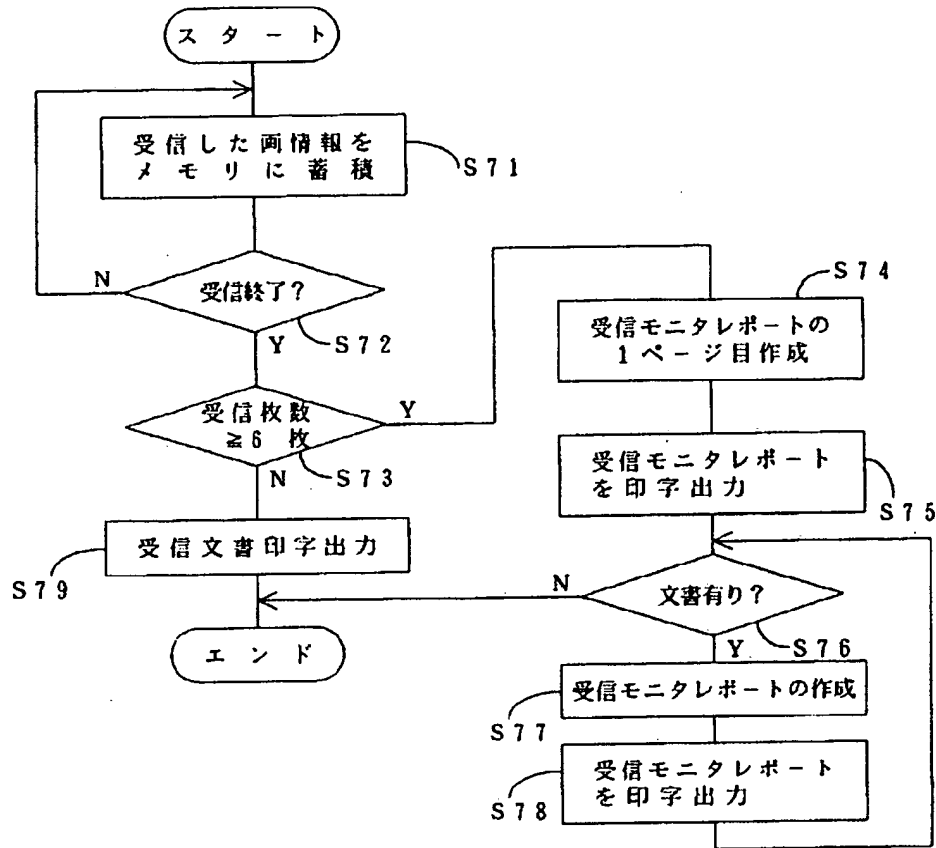 スタート
受信した画情報を
メモリに蓄積
S71
N
受信終了?
S72
Y
受信枚数
≧6 枚
Y
S73
N
受信文書印字出力
S79
エンド
S74
受信モニタレポートの
1ページ目作成
受信モニタレポート
を印字出力
S75
N
文書有り?
S76
Y
受信モニタレポートの作成
S77
受信モニタレポート
を印字出力
S78